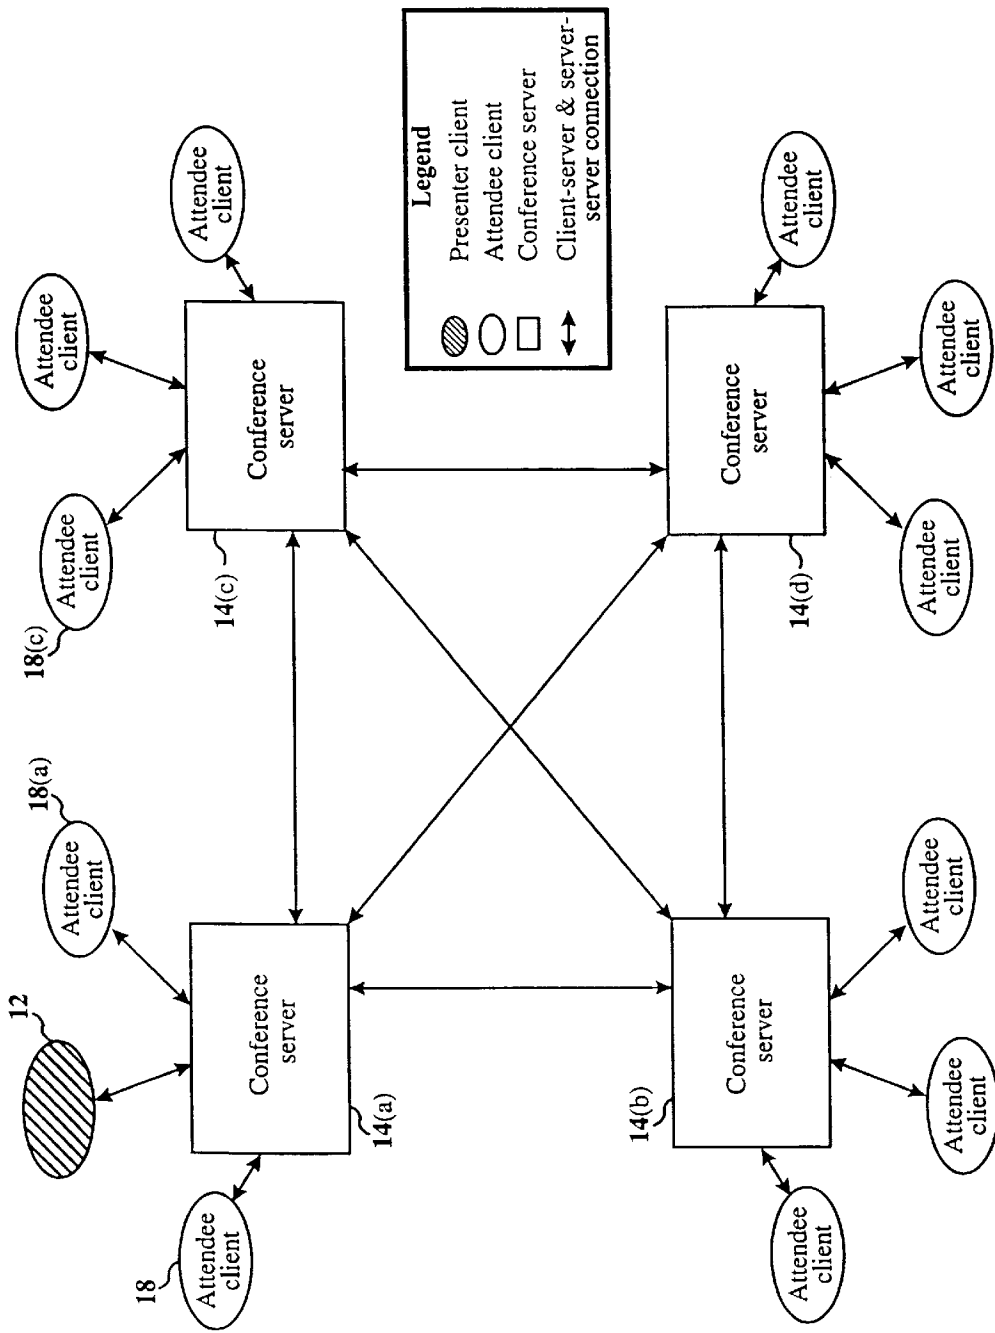 12
18(a)
18(c)
Attendee
client
Attendee
client
Attendee
client
18
Attendee
client
Attendee
client
Conference
server
14(a)
Conference
server
14(c)
Legend
Presenter client
Attendee client
Conference server
Client-server & server-
server connection
14(b)
Conference
server
14(d)
Conference
server
Attendee
client
Attendee
client
Attendee
client
Attendee
client
Attendee
client
Attendee
client